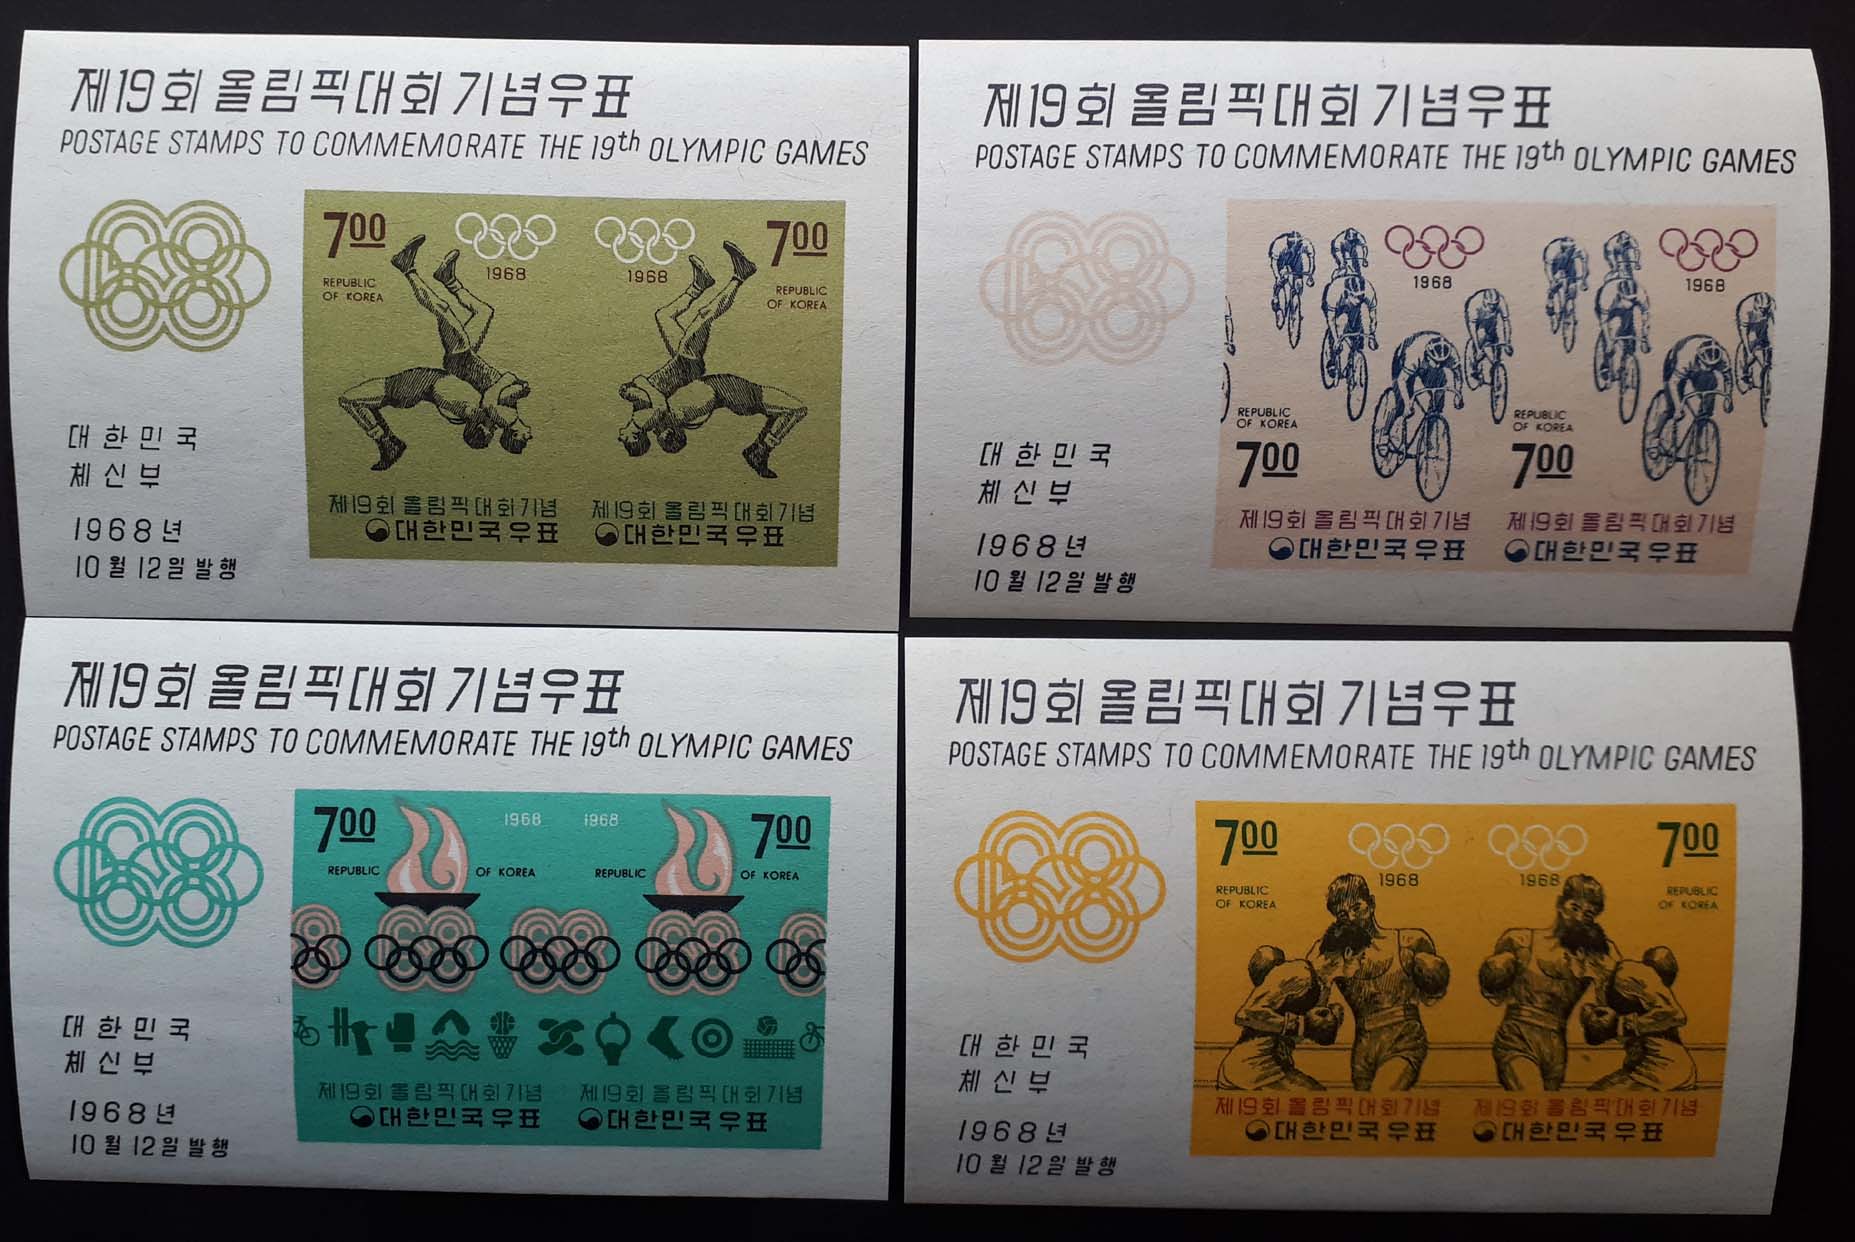 제19회 올림픽대회 기념우표
POSTAGE STAMPS TO COMMEMORATE THE 19th OLYMPIC GAMES
68
대한민국
체신부
1968년
10월 12일 발행
700 700
1968 1968
REPUBLIC OF KOREA REPUBLIC OF KOREA
제19회 올림픽대회기념 제19회 올림픽대회기념
대한민국우표 대한민국우표
제19회 올림픽대회 기념우표
POSTAGE STAMPS TO COMMEMORATE THE 19th OLYMPIC GAMES
68
대한민국
체신부
1968년
10월 12일 발행
1968 1968
REPUBLIC OF KOREA REPUBLIC OF KOREA
700 700
제19회 올림픽대회기념 제19회 올림픽대회기념
대한민국우표 대한민국우표
제19회 올림픽대회 기념우표
POSTAGE STAMPS TO COMMEMORATE THE 19th OLYMPIC GAMES
68
대한민국
체신부
1968년
10월 12일 발행
700 1968 1968 700
REPUBLIC OF KOREA REPUBLIC OF KOREA
68 68 68 68 68
제19회 올림픽대회기념 제19회 올림픽대회기념
대한민국우표 대한민국우표
제19회 올림픽대회 기념우표
POSTAGE STAMPS TO COMMEMORATE THE 19th OLYMPIC GAMES
68
대한민국
체신부
1968년
10월 12일 발행
700 700
1968 1968
REPUBLIC OF KOREA REPUBLIC OF KOREA
제19회 올림픽대회기념 제19회 올림픽대회기념
대한민국우표 대한민국우표